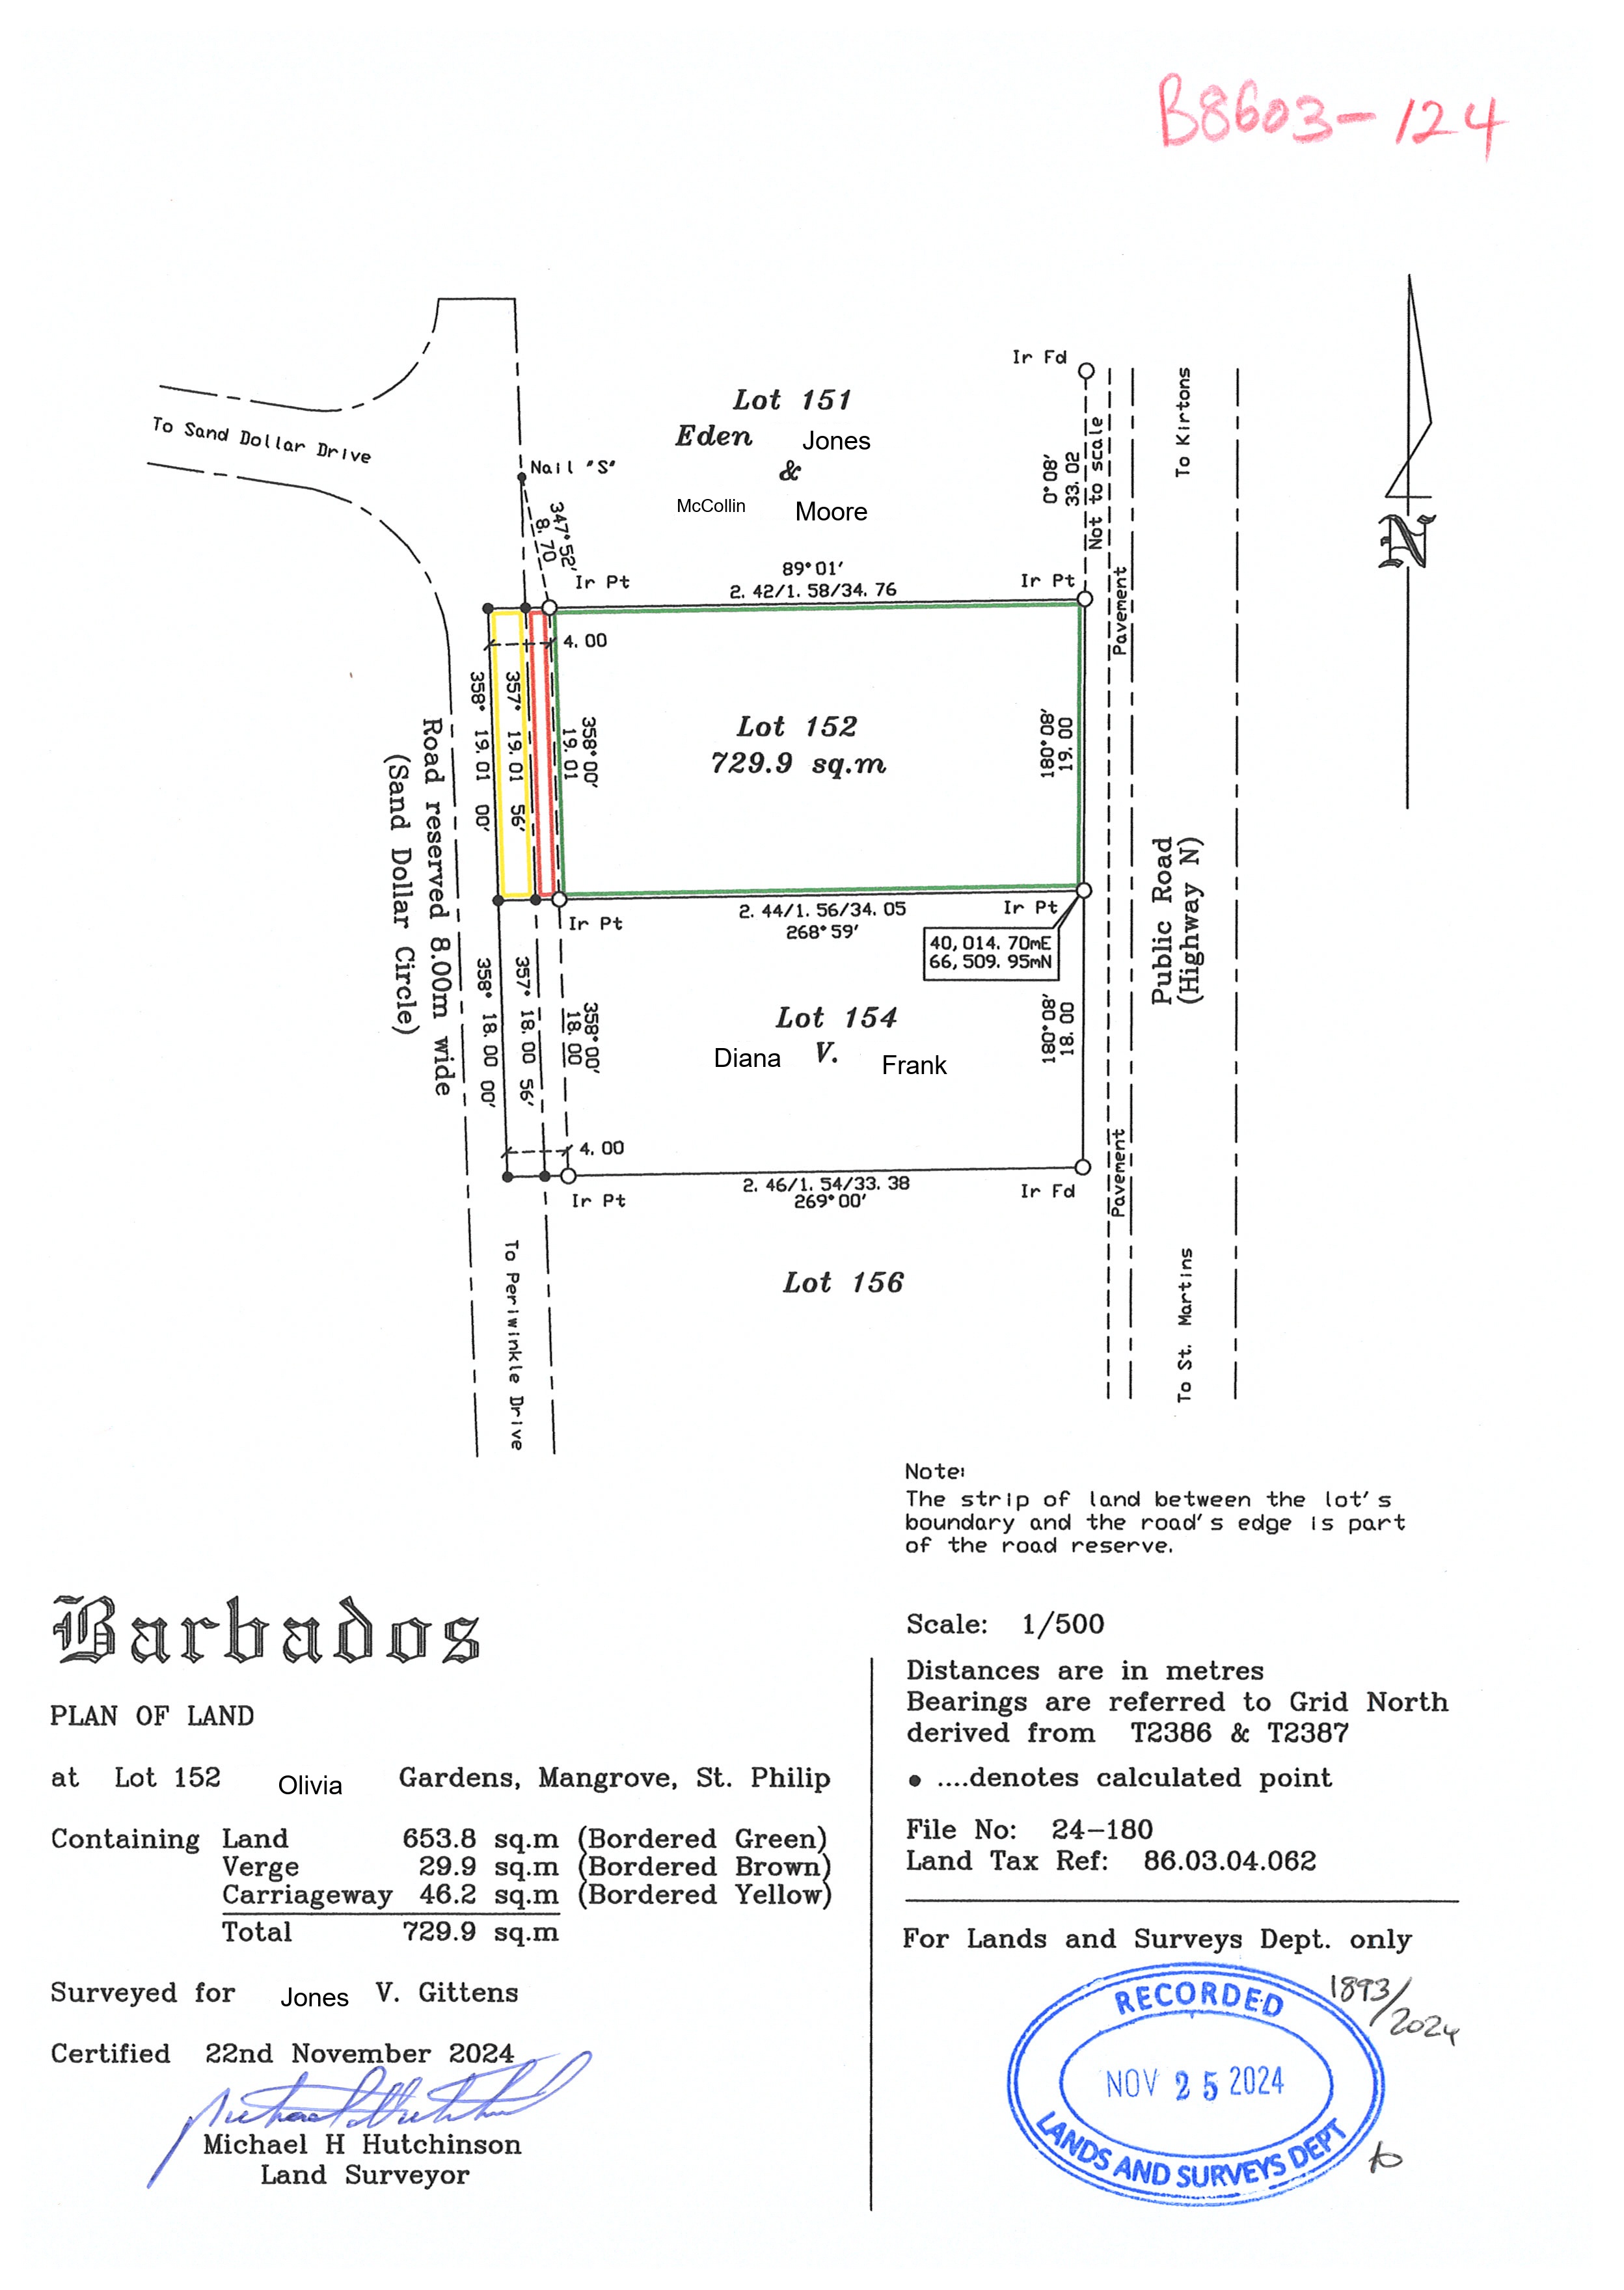 B8603-124
Ir Fd
To Sand Dollar Drive
Lot 151
Eden Jones
&
McCollin Moore
Nail "S"
347°52'
8.70
0°08'
33.02
Not to scale
To Kirtons
Pavement
N
Ir Pt
89°01'
2.42/1.58/34.76
Ir Pt
4.00
358° 19.01 00'
357° 19.01 56'
358°00'
19.01
Lot 152
729.9 sq.m
180°08'
19.00
Road reserved 8.00m wide
(Sand Dollar Circle)
Public Road
(Highway N)
Ir Pt
2.44/1.56/34.05
268°59'
Ir Pt
40,014.70mE
66,509.95mN
358° 18.00 00'
357° 18.00 56'
358°00'
18.00
Lot 154
Diana V. Frank
180°08'
18.00
4.00
Ir Pt
2.46/1.54/33.38
269°00'
Ir Fd
Pavement
To Periwinkle Drive
Lot 156
To St. Martins
Note:
The strip of land between the lot's
boundary and the road's edge is part
of the road reserve.
Barbados
PLAN OF LAND
at Lot 152 Olivia Gardens, Mangrove, St. Philip
Containing Land 653.8 sq.m (Bordered Green)
Verge 29.9 sq.m (Bordered Brown)
Carriageway 46.2 sq.m (Bordered Yellow)
Total 729.9 sq.m
Surveyed for Jones V. Gittens
Certified 22nd November 2024
Michael H Hutchinson
Land Surveyor
Scale: 1/500
Distances are in metres
Bearings are referred to Grid North
derived from T2386 & T2387
● ....denotes calculated point
File No: 24-180
Land Tax Ref: 86.03.04.062
For Lands and Surveys Dept. only
RECORDED
NOV 25 2024
LANDS AND SURVEYS DEPT
1893/2024